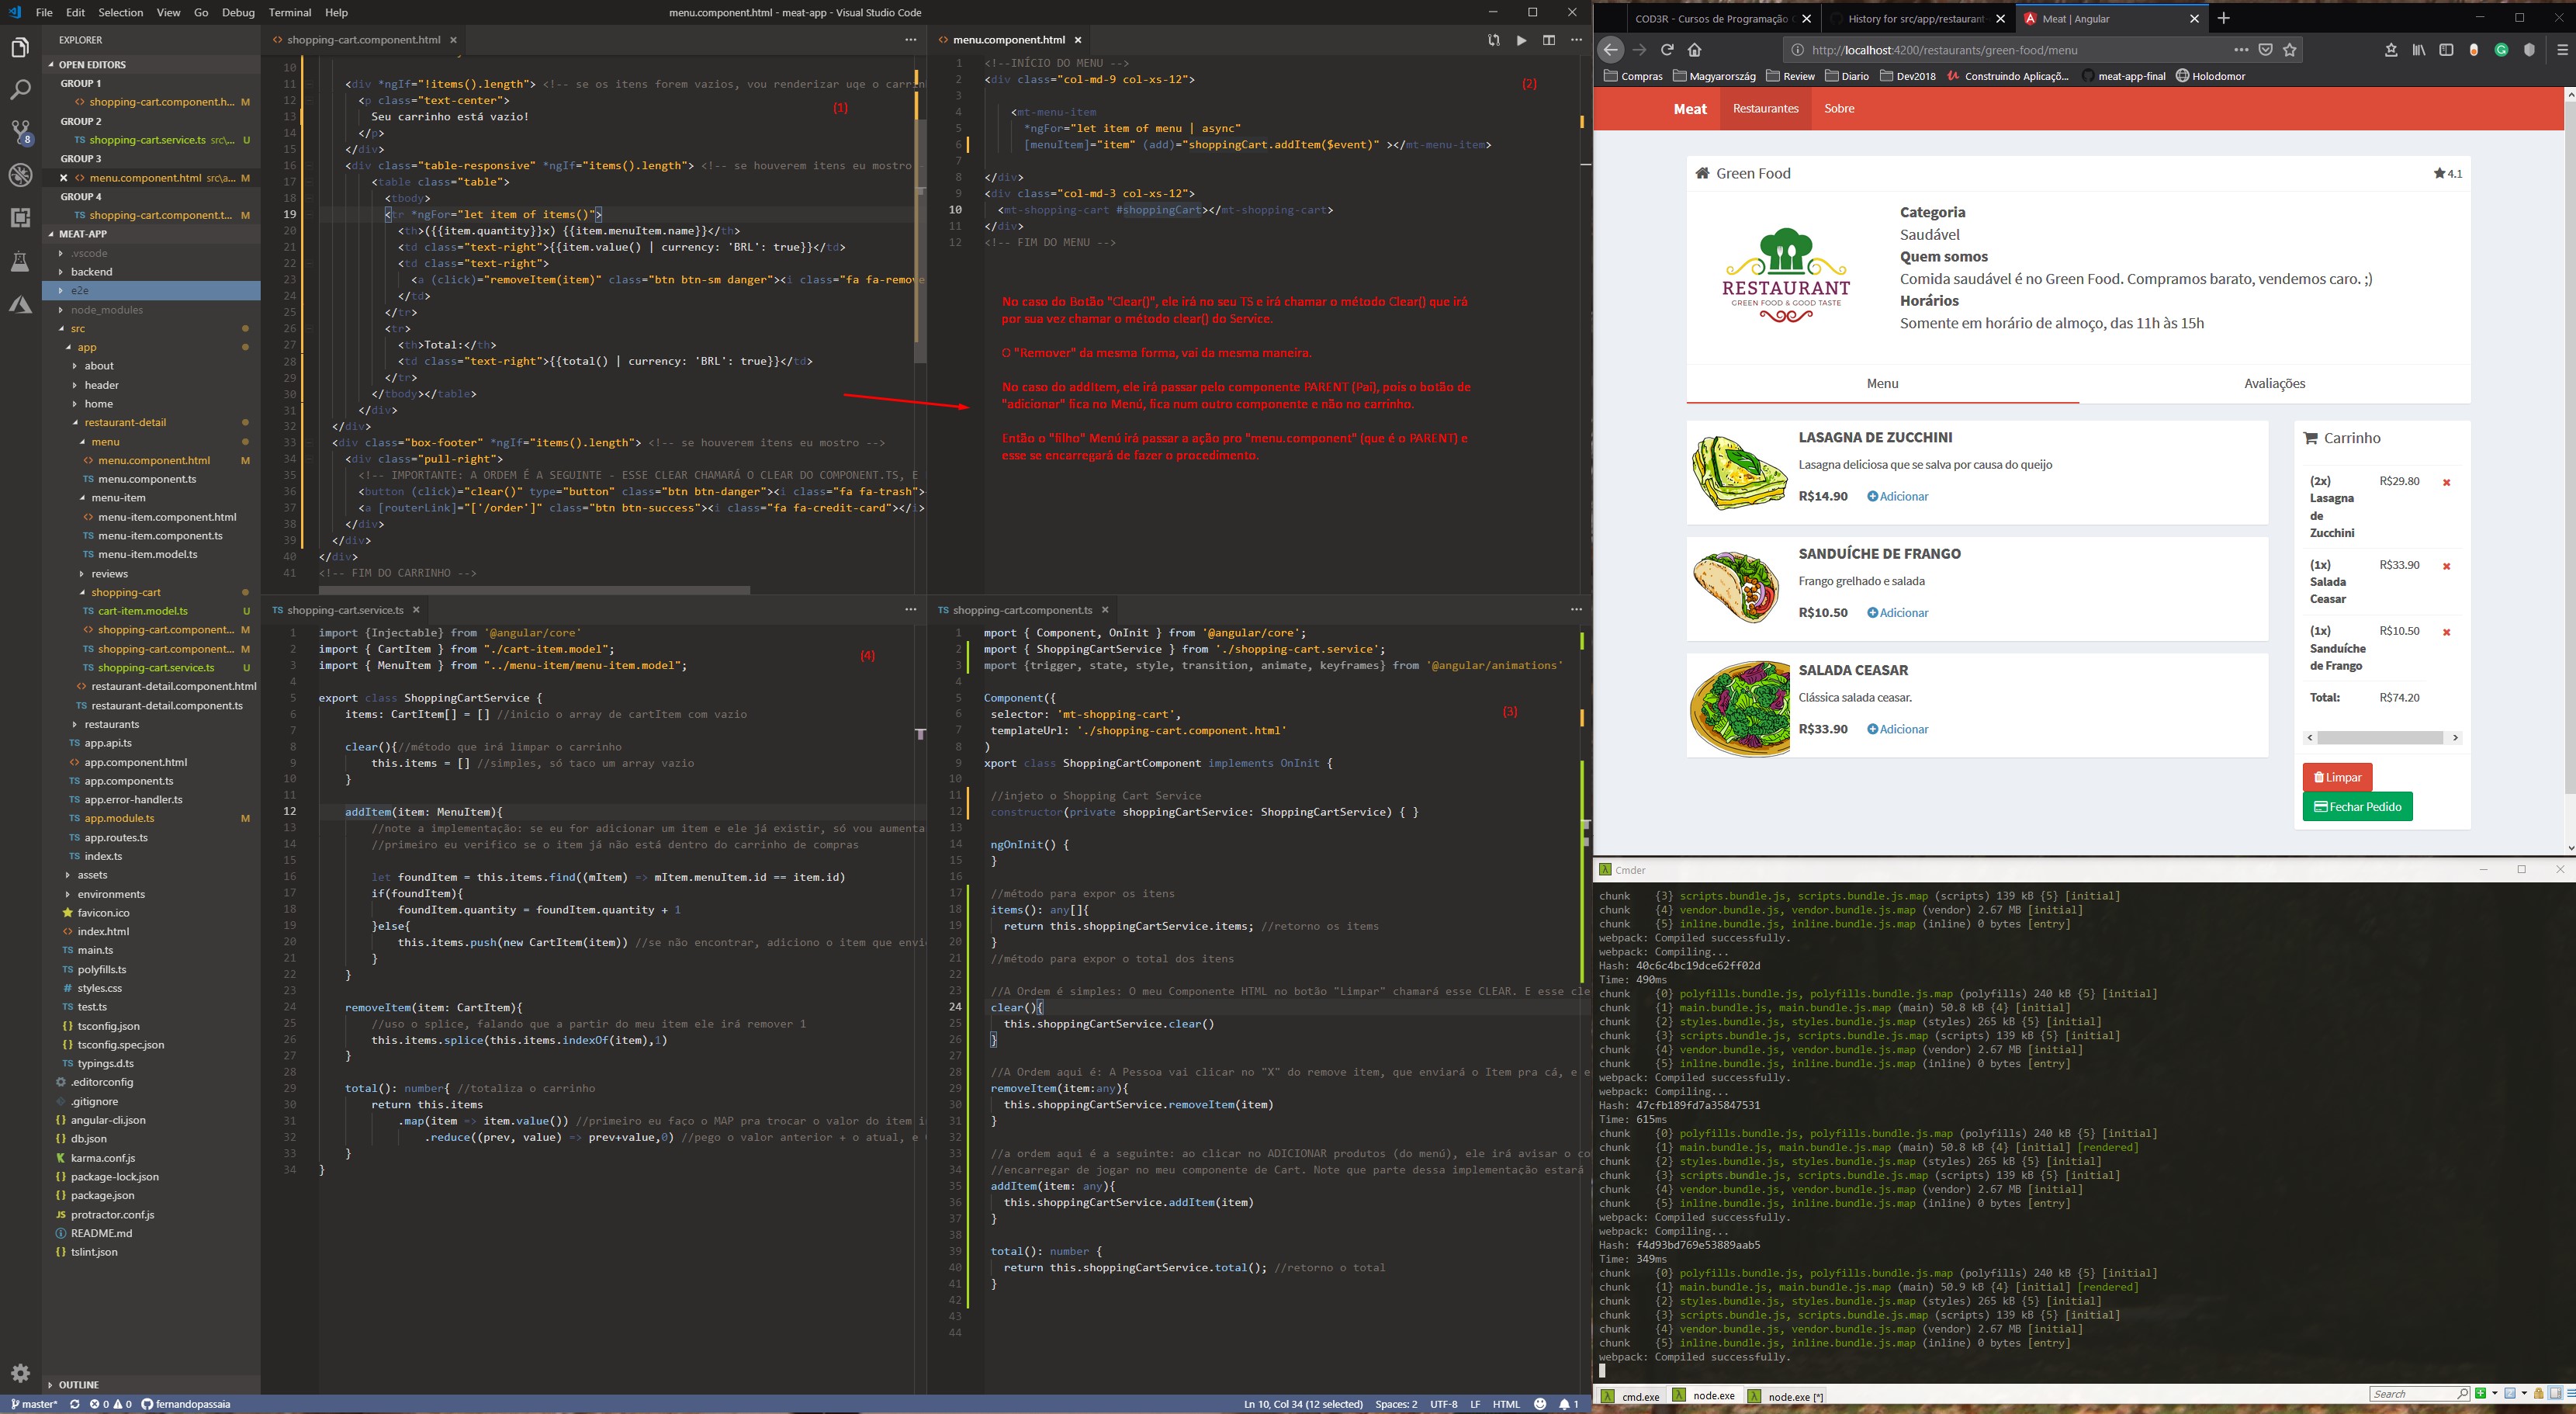 File Edit Selection View Go Debug Terminal Help
menu.component.html - meat-app - Visual Studio Code
EXPLORER
OPEN EDITORS
GROUP 1
shopping-cart.component.h... M
GROUP 2
shopping-cart.service.ts src\... U
GROUP 3
menu.component.html src\a... M
GROUP 4
shopping-cart.component.t... M
MEAT-APP
.vscode
backend
e2e
node_modules
src
app
about
header
home
restaurant-detail
menu
menu.component.html M
menu.component.ts
menu-item
menu-item.component.html
menu-item.component.ts
menu-item.model.ts
reviews
shopping-cart
cart-item.model.ts U
shopping-cart.component... M
shopping-cart.component... M
shopping-cart.service.ts U
restaurant-detail.component.html
restaurant-detail.component.ts
restaurants
app.api.ts
app.component.html
app.component.ts
app.error-handler.ts
app.module.ts M
app.routes.ts
index.ts
assets
environments
favicon.ico
index.html
main.ts
polyfills.ts
styles.css
test.ts
tsconfig.json
tsconfig.spec.json
typings.d.ts
.editorconfig
.gitignore
angular-cli.json
db.json
karma.conf.js
package-lock.json
package.json
protractor.conf.js
README.md
tslint.json
OUTLINE
shopping-cart.component.html
10
11 <div *ngIf="!items().length"> <!-- se os itens forem vazios, vou renderizar uqe o carrin
12 <p class="text-center">
13 Seu carrinho está vazio!
14 </p>
15 </div>
16 <div class="table-responsive" *ngIf="items().length"> <!-- se houverem itens eu mostro -
17 <table class="table">
18 <tbody>
19 <tr *ngFor="let item of items()">
20 <th>({{item.quantity}}x) {{item.menuItem.name}}</th>
21 <td class="text-right">{{item.value() | currency: 'BRL': true}}</td>
22 <td class="text-right">
23 <a (click)="removeItem(item)" class="btn btn-sm danger"><i class="fa fa-remove
24 </td>
25 </tr>
26 <tr>
27 <th>Total:</th>
28 <td class="text-right">{{total() | currency: 'BRL': true}}</td>
29 </tr>
30 </tbody></table>
31 </div>
32 </div>
33 <div class="box-footer" *ngIf="items().length"> <!-- se houverem itens eu mostro -->
34 <div class="pull-right">
35 <!-- IMPORTANTE: A ORDEM É A SEGUINTE - ESSE CLEAR CHAMARÁ O CLEAR DO COMPONENT.TS, E
36 <button (click)="clear()" type="button" class="btn btn-danger"><i class="fa fa-trash">
37 <a [routerLink]="['/order']" class="btn btn-success"><i class="fa fa-credit-card"></i>
38 </div>
39 </div>
40 </div>
41 <!-- FIM DO CARRINHO -->
(1)
menu.component.html
1 <!--INÍCIO DO MENU -->
2 <div class="col-md-9 col-xs-12">
3
4 <mt-menu-item
5 *ngFor="let item of menu | async"
6 [menuItem]="item" (add)="shoppingCart.addItem($event)" ></mt-menu-item>
7
8 </div>
9 <div class="col-md-3 col-xs-12">
10 <mt-shopping-cart #shoppingCart></mt-shopping-cart>
11 </div>
12 <!-- FIM DO MENU -->
(2)
No caso do Botão "Clear()", ele irá no seu TS e irá chamar o método Clear() que irá
por sua vez chamar o método clear() do Service.
O "Remover" da mesma forma, vai da mesma maneira.
No caso do addItem, ele irá passar pelo componente PARENT (Pai), pois o botão de
"adicionar" fica no Menú, fica num outro componente e não no carrinho.
Então o "filho" Menú irá passar a ação pro "menu.component" (que é o PARENT) e
esse se encarregará de fazer o procedimento.
shopping-cart.service.ts
1 import {Injectable} from '@angular/core'
2 import { CartItem } from "./cart-item.model";
3 import { MenuItem } from "../menu-item/menu-item.model";
4
5 export class ShoppingCartService {
6 items: CartItem[] = [] //inicio o array de cartItem com vazio
7
8 clear(){//método que irá limpar o carrinho
9 this.items = [] //simples, só taco um array vazio
10 }
11
12 addItem(item: MenuItem){
13 //note a implementação: se eu for adicionar um item e ele já existir, só vou aumenta
14 //primeiro eu verifico se o item já não está dentro do carrinho de compras
15
16 let foundItem = this.items.find((mItem) => mItem.menuItem.id == item.id)
17 if(foundItem){
18 foundItem.quantity = foundItem.quantity + 1
19 }else{
20 this.items.push(new CartItem(item)) //se não encontrar, adiciono o item que envi
21 }
22 }
23
24 removeItem(item: CartItem){
25 //uso o splice, falando que a partir do meu item ele irá remover 1
26 this.items.splice(this.items.indexOf(item),1)
27 }
28
29 total(): number{ //totaliza o carrinho
30 return this.items
31 .map(item => item.value()) //primeiro eu faço o MAP pra trocar o valor do item i
32 .reduce((prev, value) => prev+value,0) //pego o valor anterior + o atual, e
33 }
34 }
(4)
shopping-cart.component.ts
1 mport { Component, OnInit } from '@angular/core';
2 mport { ShoppingCartService } from './shopping-cart.service';
3 mport {trigger, state, style, transition, animate, keyframes} from '@angular/animations'
4
5 Component({
6 selector: 'mt-shopping-cart',
7 templateUrl: './shopping-cart.component.html'
8 )
9 xport class ShoppingCartComponent implements OnInit {
10
11 //injeto o Shopping Cart Service
12 constructor(private shoppingCartService: ShoppingCartService) { }
13
14 ngOnInit() {
15 }
16
17 //método para expor os itens
18 items(): any[]{
19 return this.shoppingCartService.items; //retorno os items
20 }
21 //método para expor o total dos itens
22
23 //A Ordem é simples: O meu Componente HTML no botão "Limpar" chamará esse CLEAR. E esse cle
24 clear(){
25 this.shoppingCartService.clear()
26 }
27
28 //A Ordem aqui é: A Pessoa vai clicar no "X" do remove item, que enviará o Item pra cá, e e
29 removeItem(item:any){
30 this.shoppingCartService.removeItem(item)
31 }
32
33 //a ordem aqui é a seguinte: ao clicar no ADICIONAR produtos (do menú), ele irá avisar o co
34 //encarregar de jogar no meu componente de Cart. Note que parte dessa implementação estará
35 addItem(item: any){
36 this.shoppingCartService.addItem(item)
37 }
38
39 total(): number {
40 return this.shoppingCartService.total(); //retorno o total
41 }
42
43
44
(3)
master* 0 0 fernandopassaia
Ln 10, Col 34 (12 selected) Spaces: 2 UTF-8 LF HTML 1
COD3R - Cursos de Programação
History for src/app/restaurant-
Meat | Angular
http://localhost:4200/restaurants/green-food/menu
Compras Magyarország Review Diario Dev2018 Construindo Aplicaçõ... meat-app-final Holodomor
Meat Restaurantes Sobre
Green Food 4.1
RESTAURANT
GREEN FOOD & GOOD TASTE
Categoria
Saudável
Quem somos
Comida saudável é no Green Food. Compramos barato, vendemos caro. ;)
Horários
Somente em horário de almoço, das 11h às 15h
Menu Avaliações
LASAGNA DE ZUCCHINI
Lasagna deliciosa que se salva por causa do queijo
R$14.90 Adicionar
SANDUÍCHE DE FRANGO
Frango grelhado e salada
R$10.50 Adicionar
SALADA CEASAR
Clássica salada ceasar.
R$33.90 Adicionar
Carrinho
(2x) R$29.80
Lasagna
de
Zucchini
(1x) R$33.90
Salada
Ceasar
(1x) R$10.50
Sanduíche
de Frango
Total: R$74.20
Limpar
Fechar Pedido
Cmder
chunk {3} scripts.bundle.js, scripts.bundle.js.map (scripts) 139 kB {5} [initial]
chunk {4} vendor.bundle.js, vendor.bundle.js.map (vendor) 2.67 MB [initial]
chunk {5} inline.bundle.js, inline.bundle.js.map (inline) 0 bytes [entry]
webpack: Compiled successfully.
webpack: Compiling...
Hash: 40c6c4bc19dce62ff02d
Time: 490ms
chunk {0} polyfills.bundle.js, polyfills.bundle.js.map (polyfills) 240 kB {5} [initial]
chunk {1} main.bundle.js, main.bundle.js.map (main) 50.8 kB {4} [initial]
chunk {2} styles.bundle.js, styles.bundle.js.map (styles) 265 kB {5} [initial]
chunk {3} scripts.bundle.js, scripts.bundle.js.map (scripts) 139 kB {5} [initial]
chunk {4} vendor.bundle.js, vendor.bundle.js.map (vendor) 2.67 MB [initial]
chunk {5} inline.bundle.js, inline.bundle.js.map (inline) 0 bytes [entry]
webpack: Compiled successfully.
webpack: Compiling...
Hash: 47cfb189fd7a35847531
Time: 615ms
chunk {0} polyfills.bundle.js, polyfills.bundle.js.map (polyfills) 240 kB {5} [initial]
chunk {1} main.bundle.js, main.bundle.js.map (main) 50.8 kB {4} [initial] [rendered]
chunk {2} styles.bundle.js, styles.bundle.js.map (styles) 265 kB {5} [initial]
chunk {3} scripts.bundle.js, scripts.bundle.js.map (scripts) 139 kB {5} [initial]
chunk {4} vendor.bundle.js, vendor.bundle.js.map (vendor) 2.67 MB [initial]
chunk {5} inline.bundle.js, inline.bundle.js.map (inline) 0 bytes [entry]
webpack: Compiled successfully.
webpack: Compiling...
Hash: f4d93bd769e53889aab5
Time: 349ms
chunk {0} polyfills.bundle.js, polyfills.bundle.js.map (polyfills) 240 kB {5} [initial]
chunk {1} main.bundle.js, main.bundle.js.map (main) 50.9 kB {4} [initial] [rendered]
chunk {2} styles.bundle.js, styles.bundle.js.map (styles) 265 kB {5} [initial]
chunk {3} scripts.bundle.js, scripts.bundle.js.map (scripts) 139 kB {5} [initial]
chunk {4} vendor.bundle.js, vendor.bundle.js.map (vendor) 2.67 MB [initial]
chunk {5} inline.bundle.js, inline.bundle.js.map (inline) 0 bytes [entry]
webpack: Compiled successfully.
cmd.exe node.exe node.exe [*]
Search